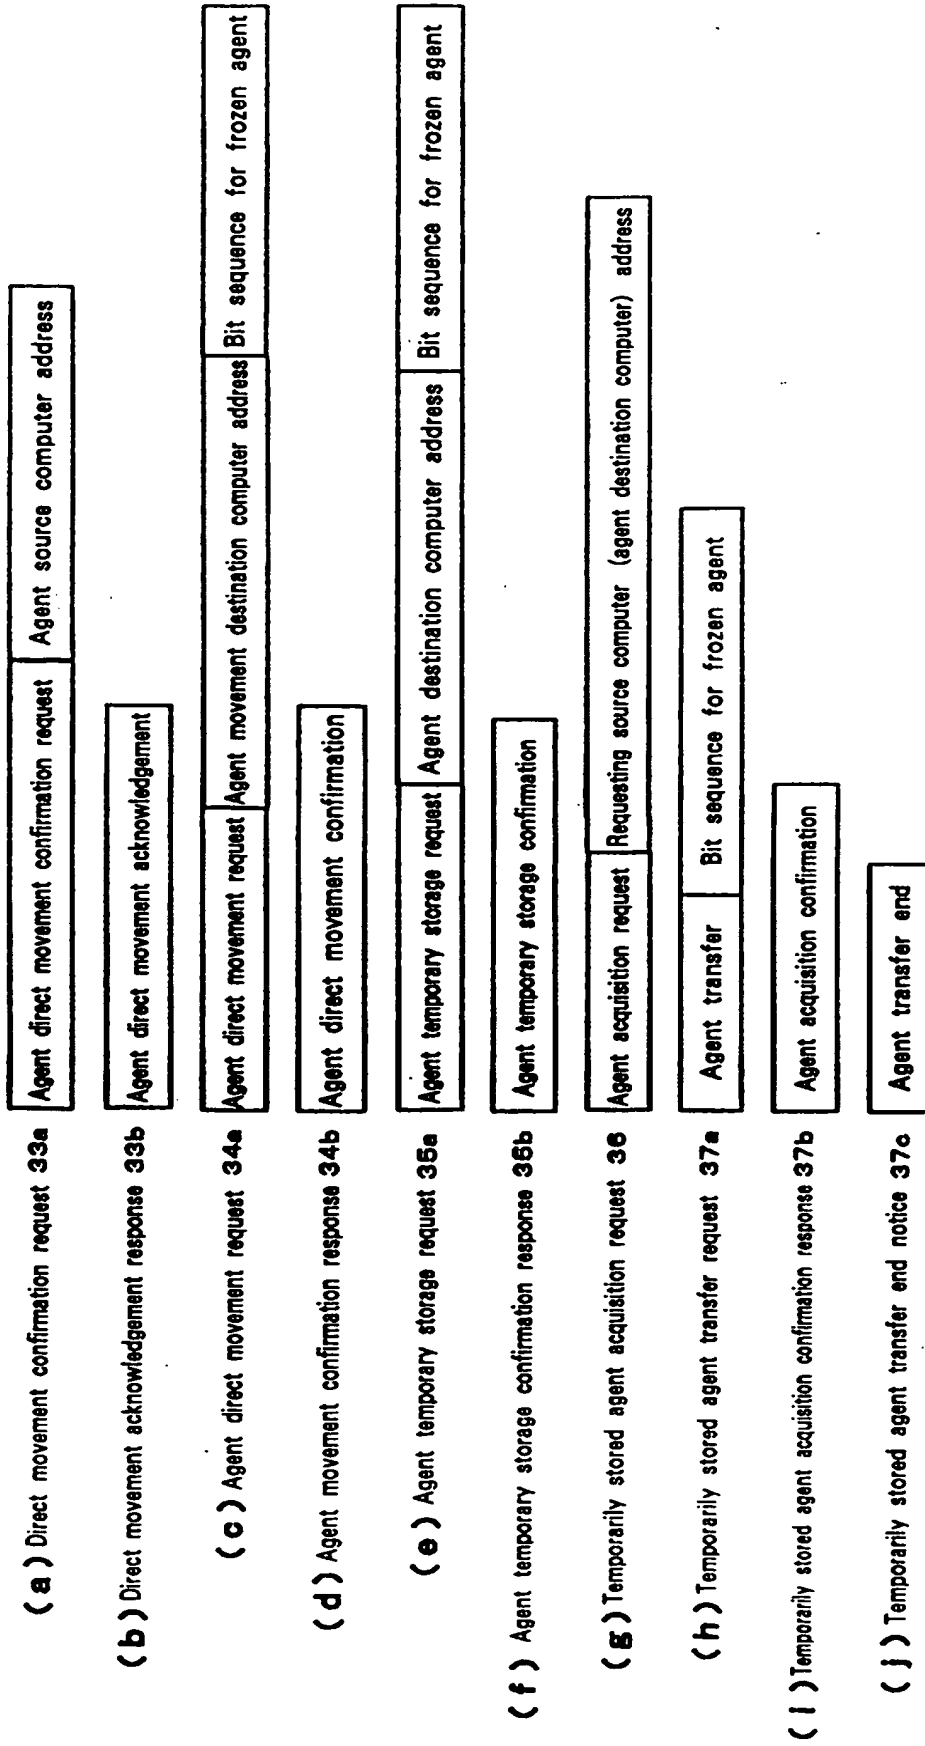 (a) Direct movement confirmation request 33a
Agent direct movement confirmation request
Agent source computer address
(b) Direct movement acknowledgement response 33b
Agent direct movement acknowledgement
(c) Agent direct movement request 34a
Agent direct movement request
Agent movement destination computer address
Bit sequence for frozen agent
(d) Agent movement confirmation response 34b
Agent direct movement confirmation
(e) Agent temporary storage request 35a
Agent temporary storage request
Agent destination computer address
Bit sequence for frozen agent
(f) Agent temporary storage confirmation response 35b
Agent temporary storage confirmation
(g) Temporarily stored agent acquisition request 36
Agent acquisition request
Requesting source computer (agent destination computer) address
(h) Temporarily stored agent transfer request 37a
Agent transfer
Bit sequence for frozen agent
(i) Temporarily stored agent acquisition confirmation response 37b
Agent acquisition confirmation
(j) Temporarily stored agent transfer end notice 37c
Agent transfer end